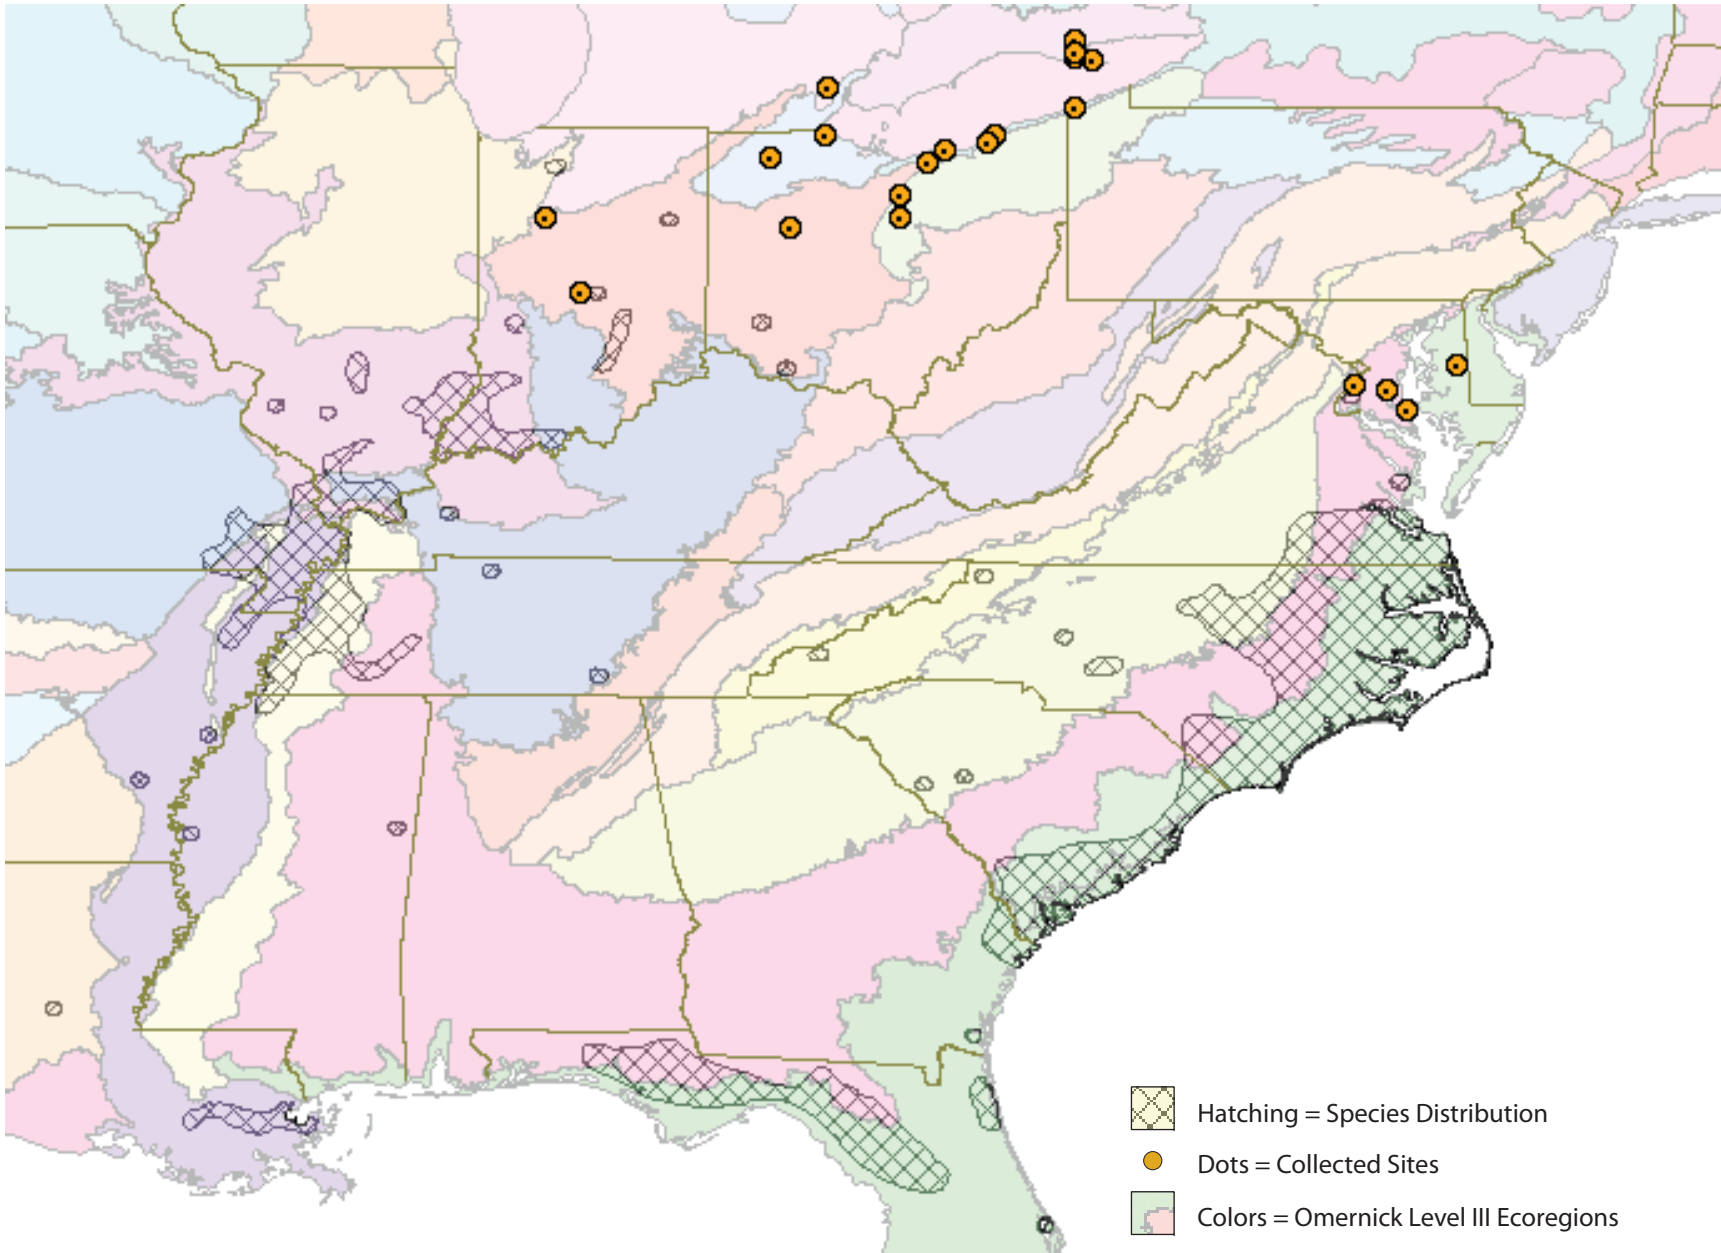 Hatching = Species Distribution
Dots = Collected Sites
Colors = Omernick Level III Ecoregions